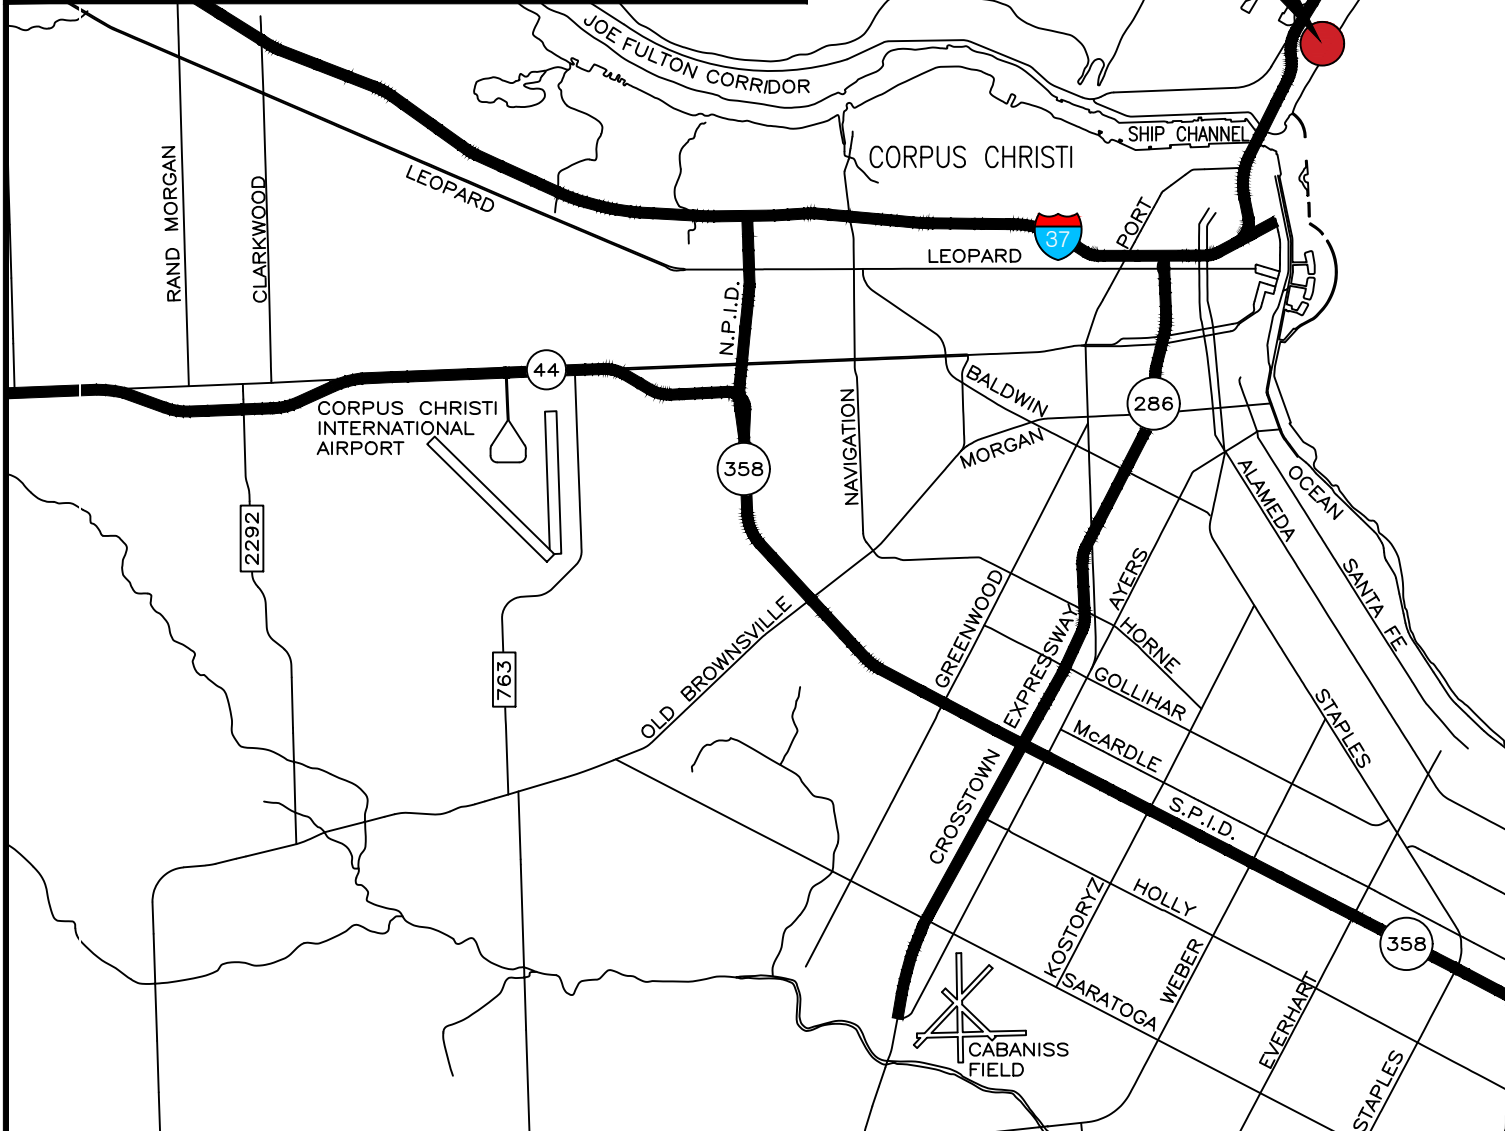 JOE FULTON CORRIDOR
SHIP CHANNEL
CORPUS CHRISTI
RAND MORGAN
CLARKWOOD
LEOPARD
PORT
37
LEOPARD
N.P.I.D.
44
CORPUS CHRISTI
INTERNATIONAL
AIRPORT
NAVIGATION
BALDWIN
286
MORGAN
358
ALAMEDA
OCEAN
2292
SANTA FE
AYERS
GREENWOOD
HORNE
OLD BROWNSVILLE
763
EXPRESSWAY
GOLLIHAR
STAPLES
McARDLE
CROSSTOWN
S.P.I.D.
HOLLY
KOSTORYZ
358
WEBER
SARATOGA
EVERHART
CABANISS
FIELD
STAPLES